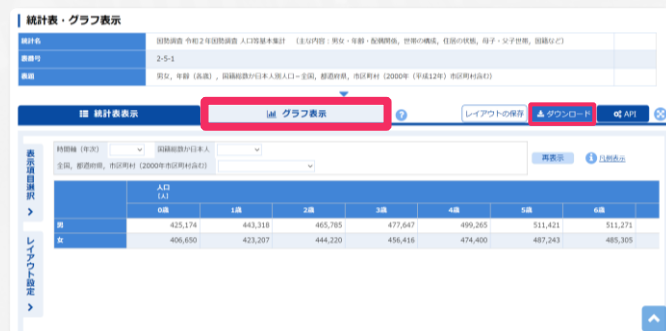 統計表・グラフ表示
統計名 国勢調査 令和2年国勢調査 人口等基本集計 （主な内容：男女・年齢・配偶関係，世帯の構成，住居の状態，母子・父子世帯，国籍など）
表番号 2-5-1
表題 男女，年齢（各歳），国籍総数か日本人別人口－全国，都道府県，市区町村（2000年（平成12年）市区町村含む）
統計表表示 グラフ表示 ? レイアウトの保存 ダウンロード API
表示項目選択
レイアウト設定
時間軸（年次） 国籍総数か日本人
全国，都道府県，市区町村（2000年市区町村含む）
再表示 i 凡例表示
人口
（人）
0歳 1歳 2歳 3歳 4歳 5歳 6歳
男 425,174 443,318 465,785 477,647 499,265 511,421 511,271
女 406,650 423,207 444,220 456,416 474,400 487,243 485,305